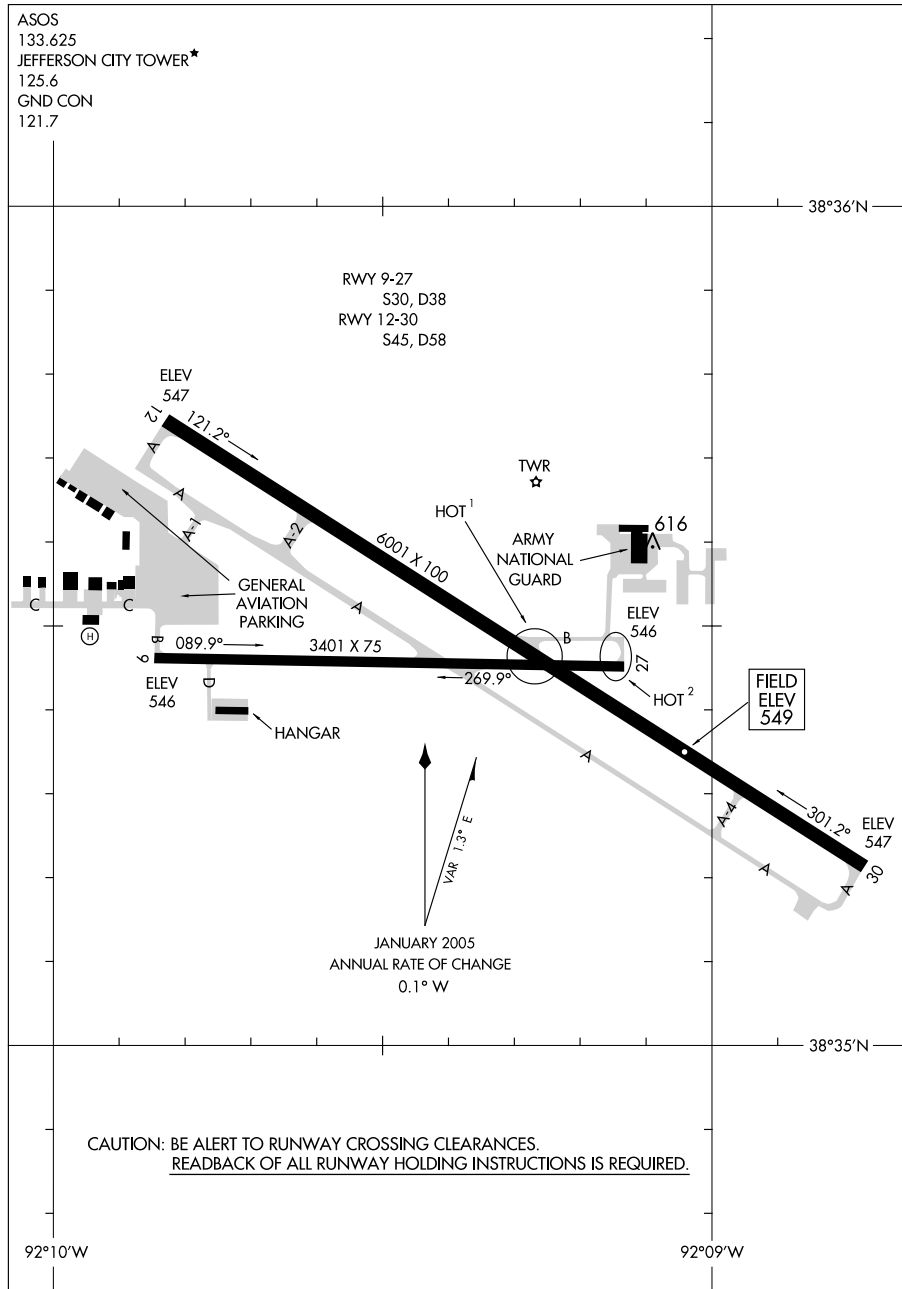 ASOS
133.625
JEFFERSON CITY TOWER★
125.6
GND CON
121.7
38°36'N
RWY 9-27
S30, D38
RWY 12-30
S45, D58
ELEV
547
12
121.2°
A
A
A-1
A-2
6001 X 100
TWR
HOT 1
ARMY
NATIONAL
GUARD
616
GENERAL
AVIATION
PARKING
C
C
H
A
B
B
ELEV
546
9
089.9°
3401 X 75
269.9°
27
ELEV
546
D
HANGAR
HOT 2
FIELD
ELEV
549
A
A-4
301.2°
ELEV
547
30
A
A
VAR 1.3° E
JANUARY 2005
ANNUAL RATE OF CHANGE
0.1° W
38°35'N
CAUTION: BE ALERT TO RUNWAY CROSSING CLEARANCES.
READBACK OF ALL RUNWAY HOLDING INSTRUCTIONS IS REQUIRED.
92°10'W
92°09'W